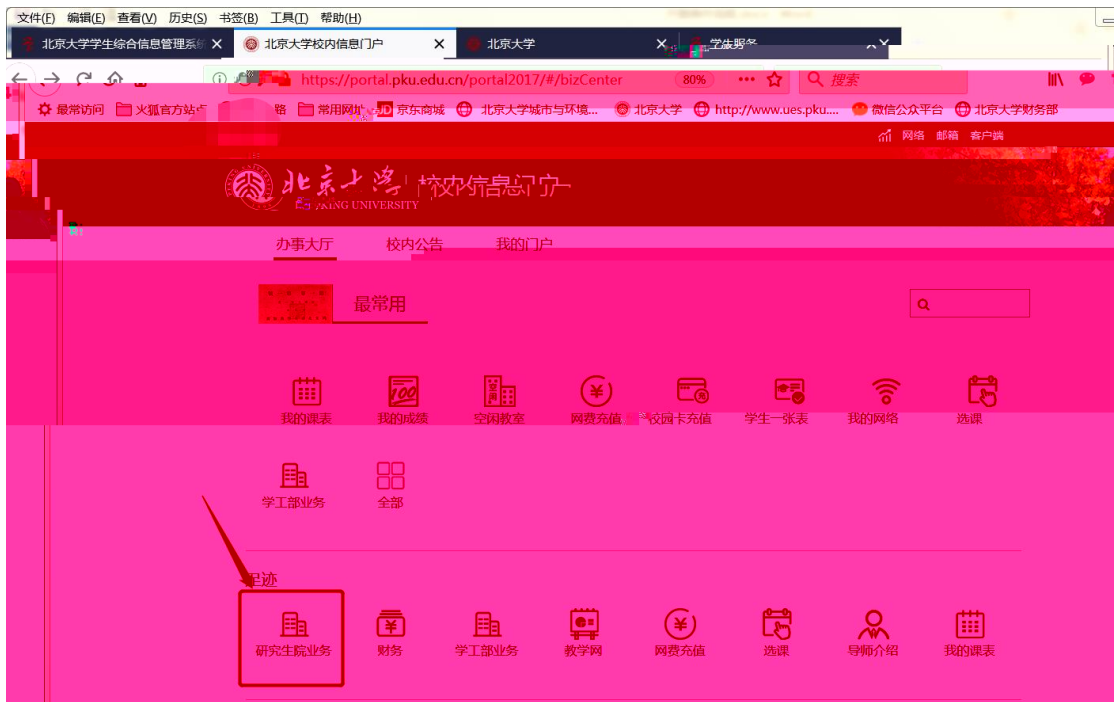 文件(F) 编辑(E) 查看(V) 历史(S) 书签(B) 工具(T) 帮助(H)
北京大学学生综合信息管理系统 北京大学校内信息门户 北京大学
https://portal.pku.edu.cn/portal2017/#/bizCenter 80% 搜索
最常访问 火狐官方站点 常用网址 JD 京东商城 北京大学城市与环境... 北京大学 http://www.ues.pku.... 微信公众平台 北京大学财务部
网络 邮箱 客户端
北京大学 校内信息门户
PEKING UNIVERSITY
办事大厅 校内公告 我的门户
最常用
我的课表 我的成绩 空闲教室 网费充值 校园卡充值 学生一张表 我的网络 选课
学工部业务 全部
足迹
研究生院业务 财务 学工部业务 教学网 网费充值 选课 导师介绍 我的课表